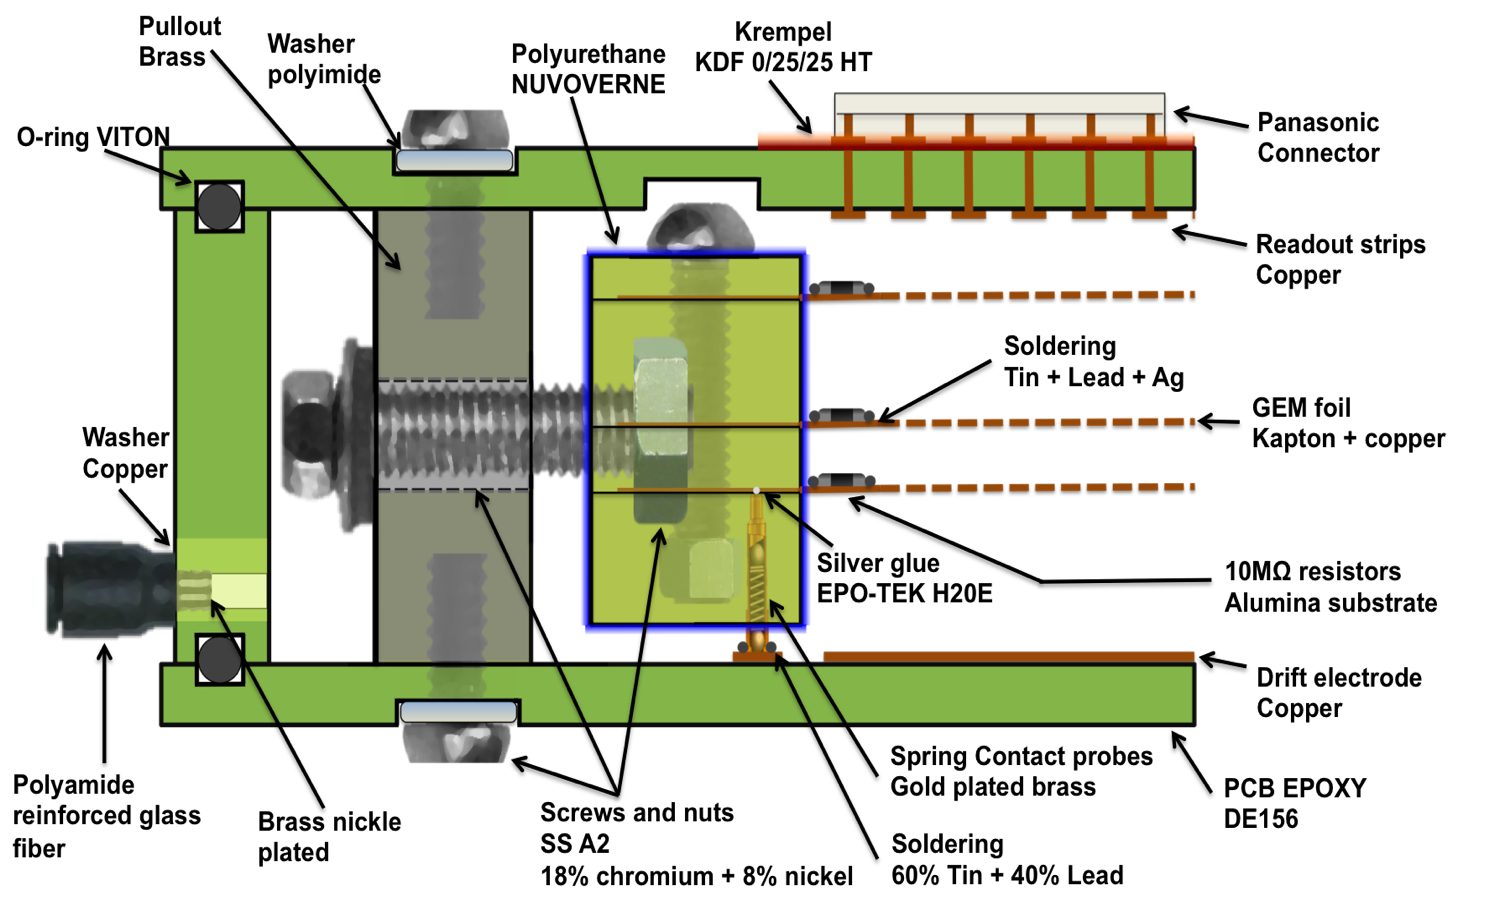 Pullout
Brass
Washer
polyimide
Polyurethane
NUVOVERNE
Krempel
KDF 0/25/25 HT
O-ring VITON
Panasonic
Connector
Readout strips
Copper
Soldering
Tin + Lead + Ag
GEM foil
Kapton + copper
Washer
Copper
Silver glue
EPO-TEK H20E
10MΩ resistors
Alumina substrate
Drift electrode
Copper
Polyamide
reinforced glass
fiber
Brass nickle
plated
Screws and nuts
SS A2
18% chromium + 8% nickel
Spring Contact probes
Gold plated brass
Soldering
60% Tin + 40% Lead
PCB EPOXY
DE156